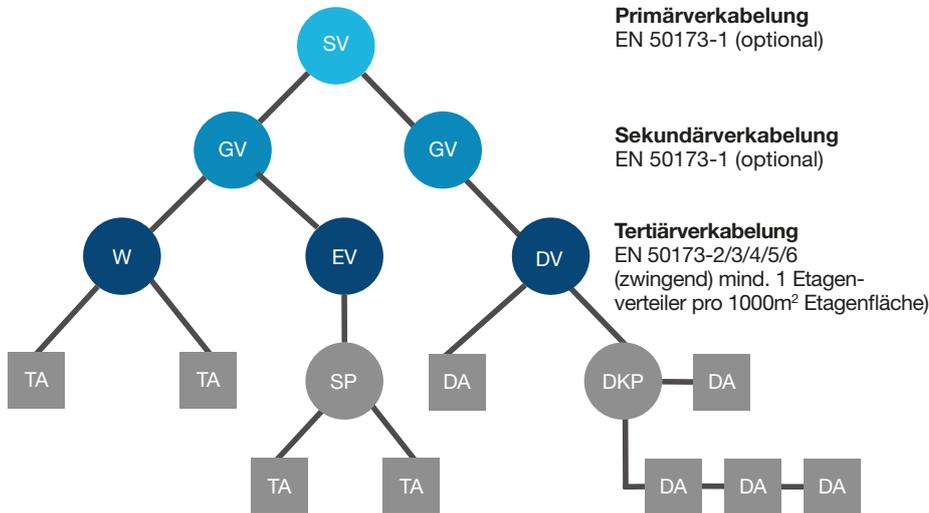 SV
Primärverkabelung
EN 50173-1 (optional)
GV
GV
Sekundärverkabelung
EN 50173-1 (optional)
W
EV
DV
Tertiärverkabelung
EN 50173-2/3/4/5/6
(zwingend) mind. 1 Etagen-
verteiler pro 1000m² Etagenfläche)
TA
TA
SP
DA
DKP
DA
TA
TA
DA
DA
DA